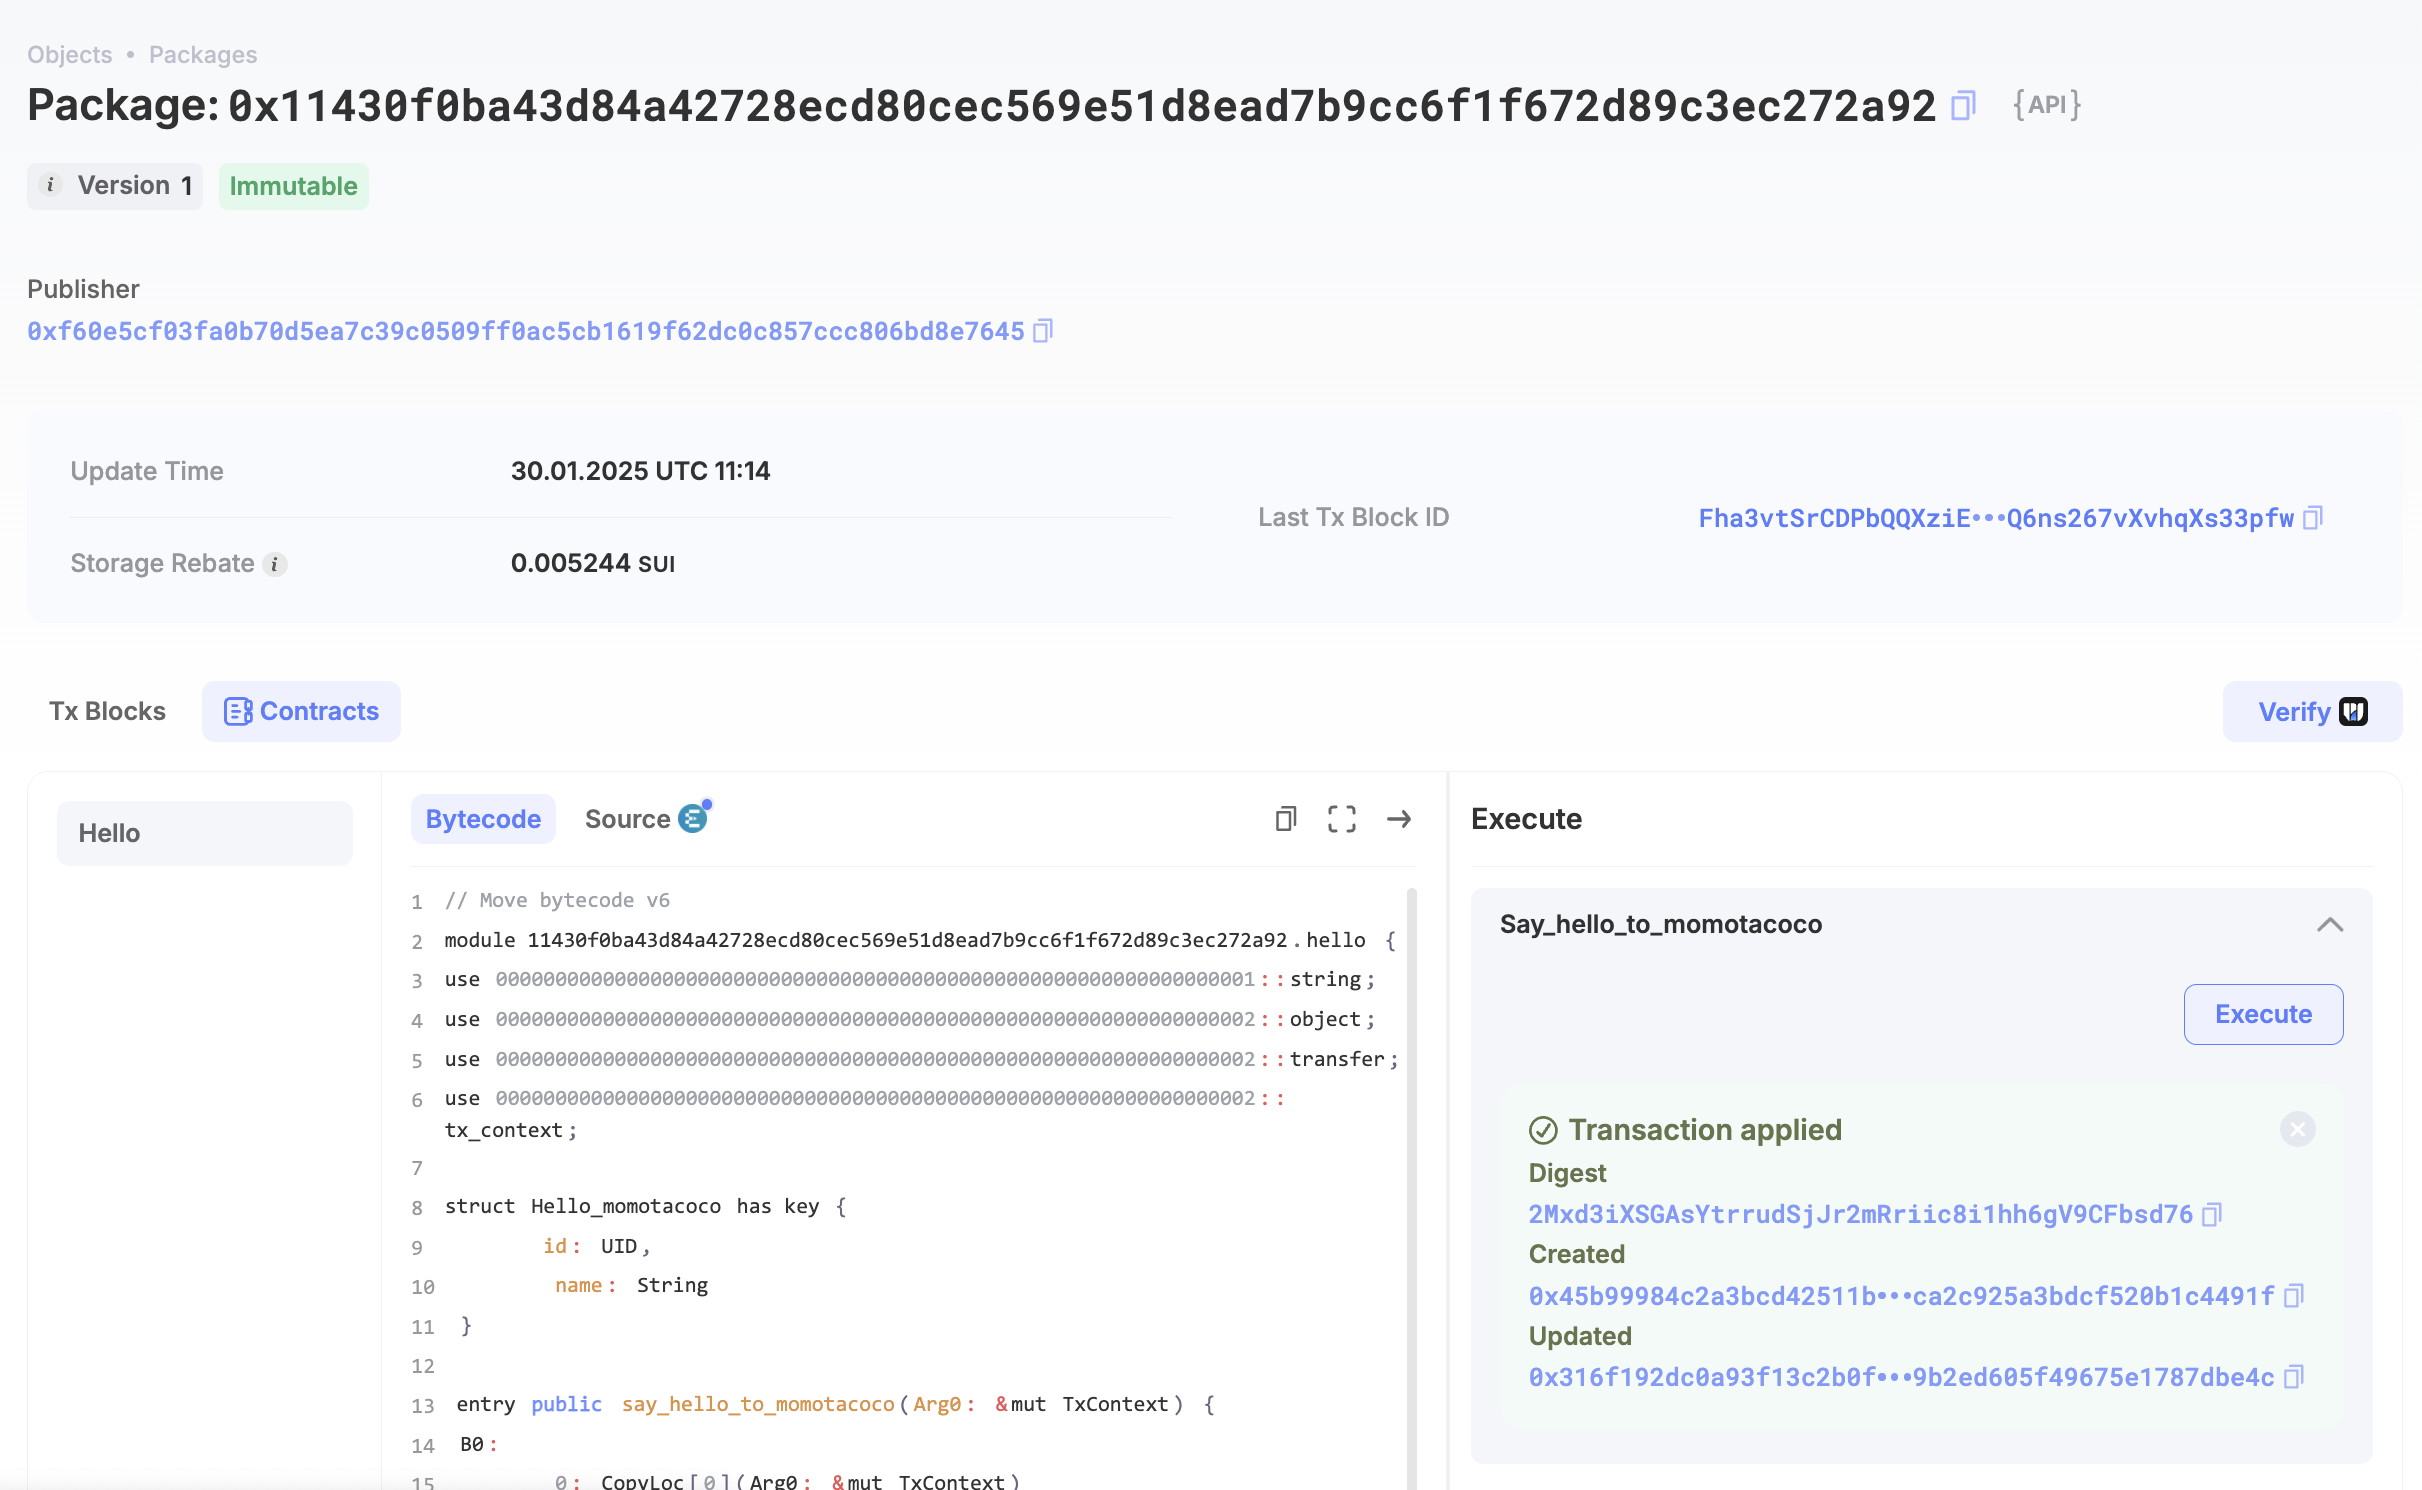 Objects • Packages
Package: 0x11430f0ba43d84a42728ecd80cec569e51d8ead7b9cc6f1f672d89c3ec272a92 {API}
i Version 1 Immutable
Publisher
0xf60e5cf03fa0b70d5ea7c39c0509ff0ac5cb1619f62dc0c857ccc806bd8e7645
Update Time 30.01.2025 UTC 11:14
Storage Rebate i 0.005244 SUI
Last Tx Block ID Fha3vtSrCDPbQQXziE•••Q6ns267vXvhqXs33pfw
Tx Blocks Contracts Verify
Hello
Bytecode Source
1 // Move bytecode v6
2 module 11430f0ba43d84a42728ecd80cec569e51d8ead7b9cc6f1f672d89c3ec272a92.hello {
3 use 0000000000000000000000000000000000000000000000000000000000000001::string;
4 use 0000000000000000000000000000000000000000000000000000000000000002::object;
5 use 0000000000000000000000000000000000000000000000000000000000000002::transfer;
6 use 0000000000000000000000000000000000000000000000000000000000000002::
tx_context;
7
8 struct Hello_momotacoco has key {
9 id: UID,
10 name: String
11 }
12
13 entry public say_hello_to_momotacoco(Arg0: &mut TxContext) {
14 B0:
15 0: CopyLoc[0](Arg0: &mut TxContext)
Execute
Say_hello_to_momotacoco
Execute
Transaction applied
Digest
2Mxd3iXSGAsYtrrudSjJr2mRriic8i1hh6gV9CFbsd76
Created
0x45b99984c2a3bcd42511b•••ca2c925a3bdcf520b1c4491f
Updated
0x316f192dc0a93f13c2b0f•••9b2ed605f49675e1787dbe4c